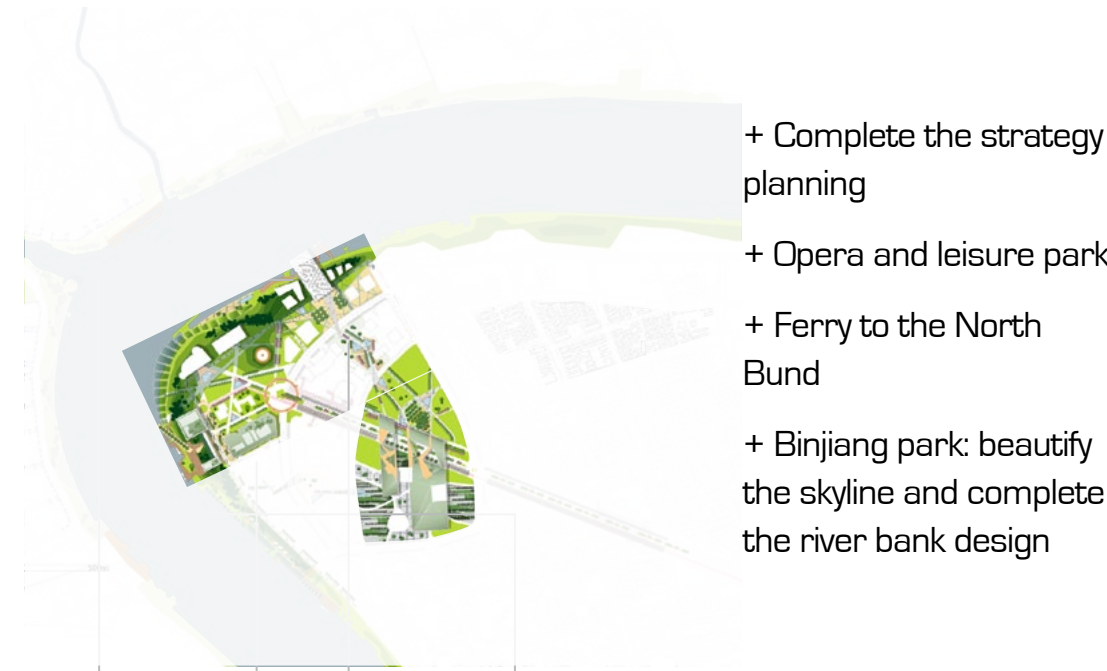 + Complete the strategy
planning
+ Opera and leisure park
+ Ferry to the North
Bund
+ Binjiang park: beautify
the skyline and complete
the river bank design